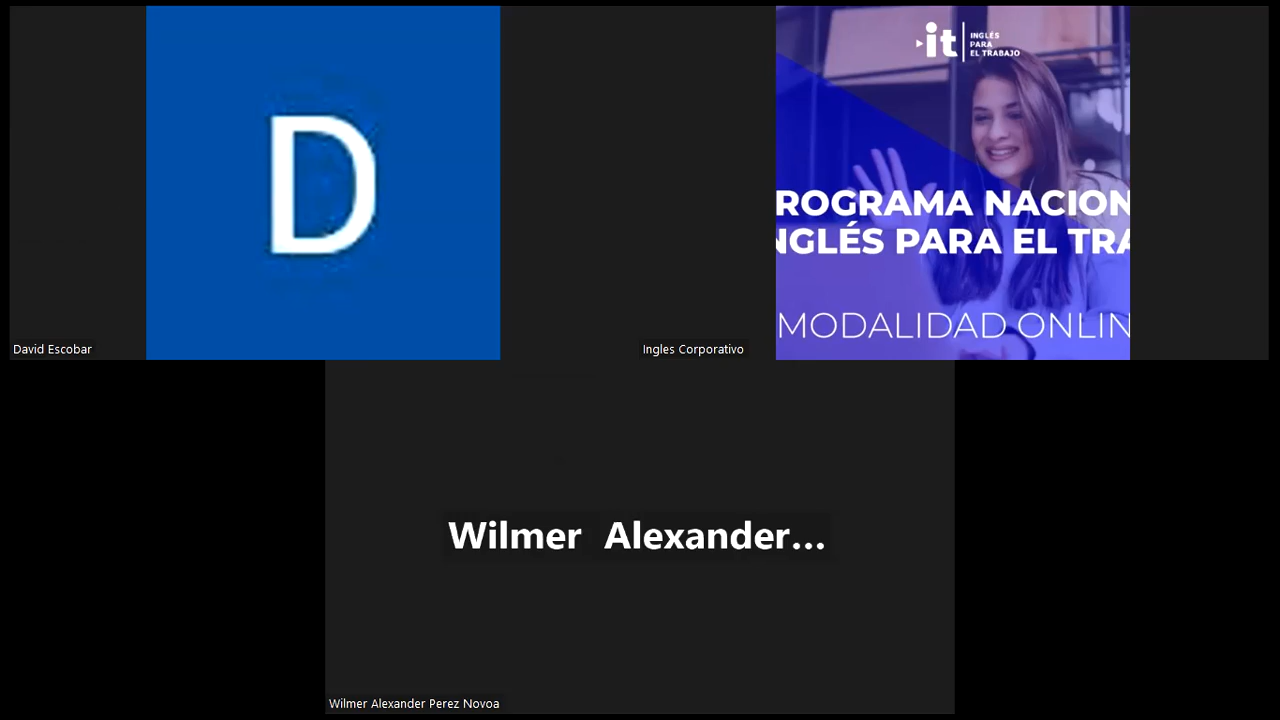 D
David Escobar
it
INGLÉS
PARA
EL TRABAJO
ROGRAMA NACION
NGLÉS PARA EL TRA
MODALIDAD ONLIN
Ingles Corporativo
Wilmer Alexander...
Wilmer Alexander Perez Novoa